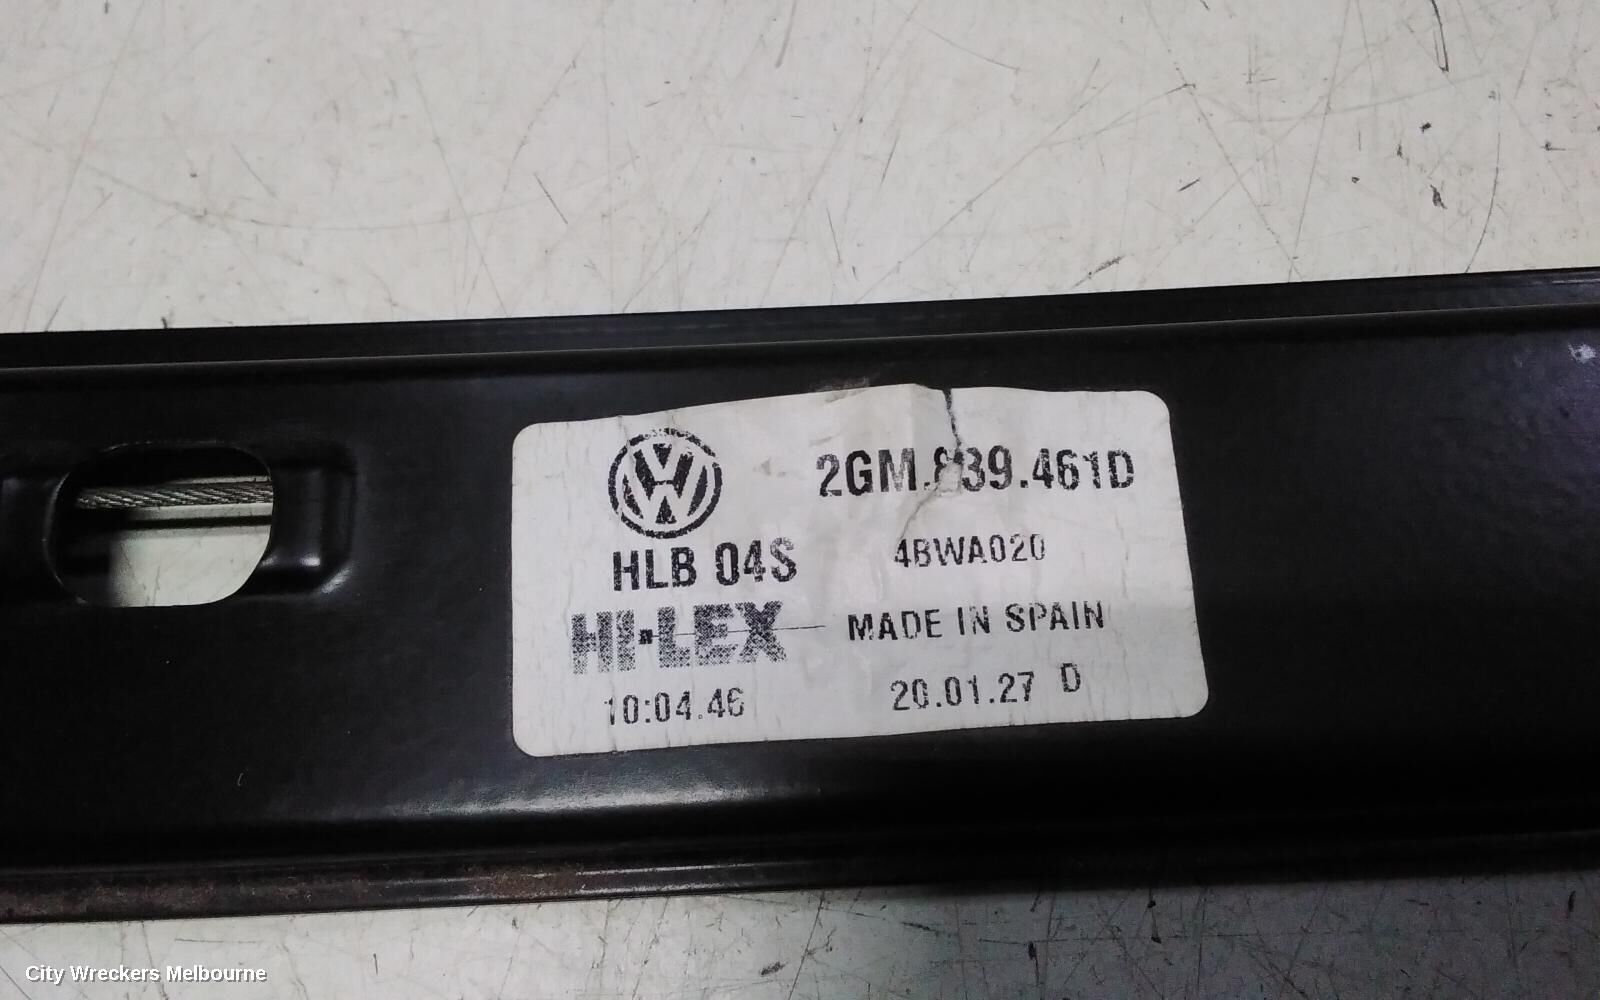 2GM.839.461D
HLB 04S
4BWA020
HI-LEX
MADE IN SPAIN
10:04.46
20.01.27 D
City Wreckers Melbourne